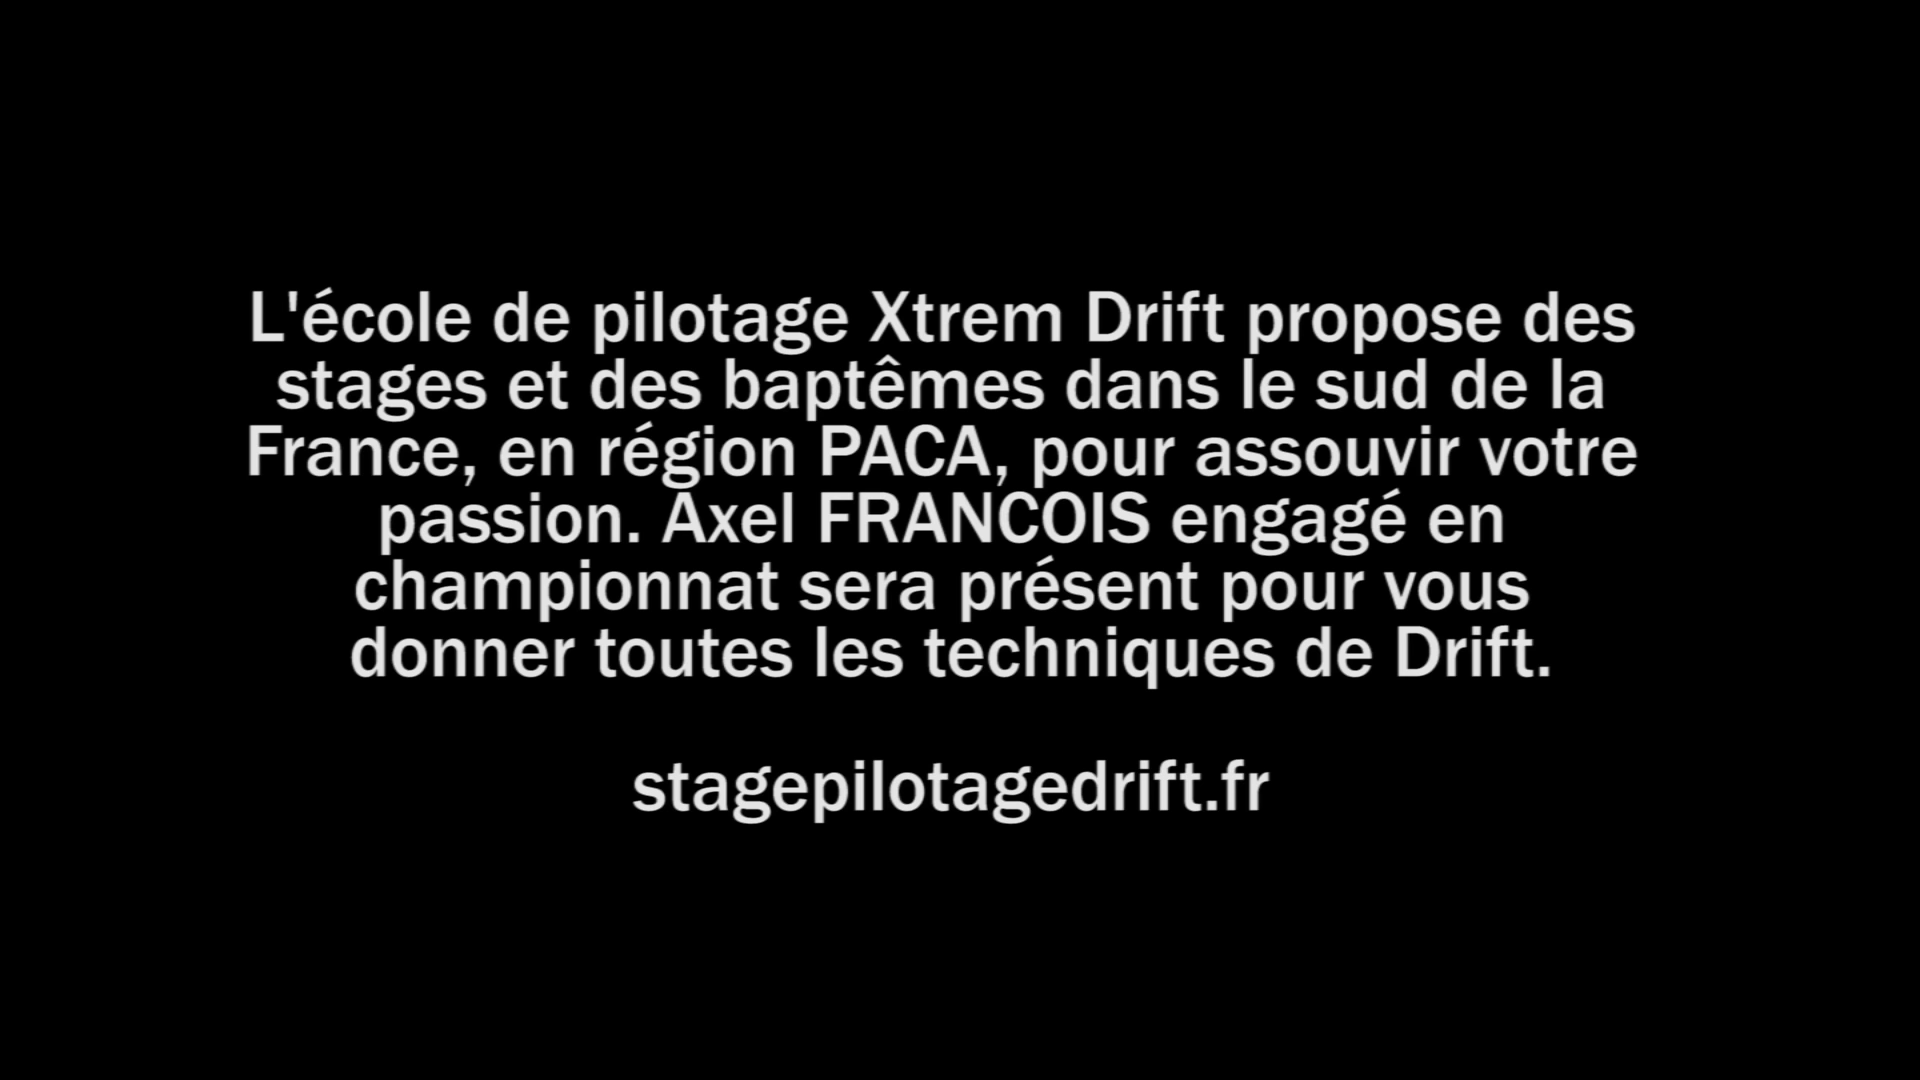 L'école de pilotage Xtrem Drift propose des
stages et des baptêmes dans le sud de la
France, en région PACA, pour assouvir votre
passion. Axel FRANCOIS engagé en
championnat sera présent pour vous
donner toutes les techniques de Drift.
stagepilotagedrift.fr